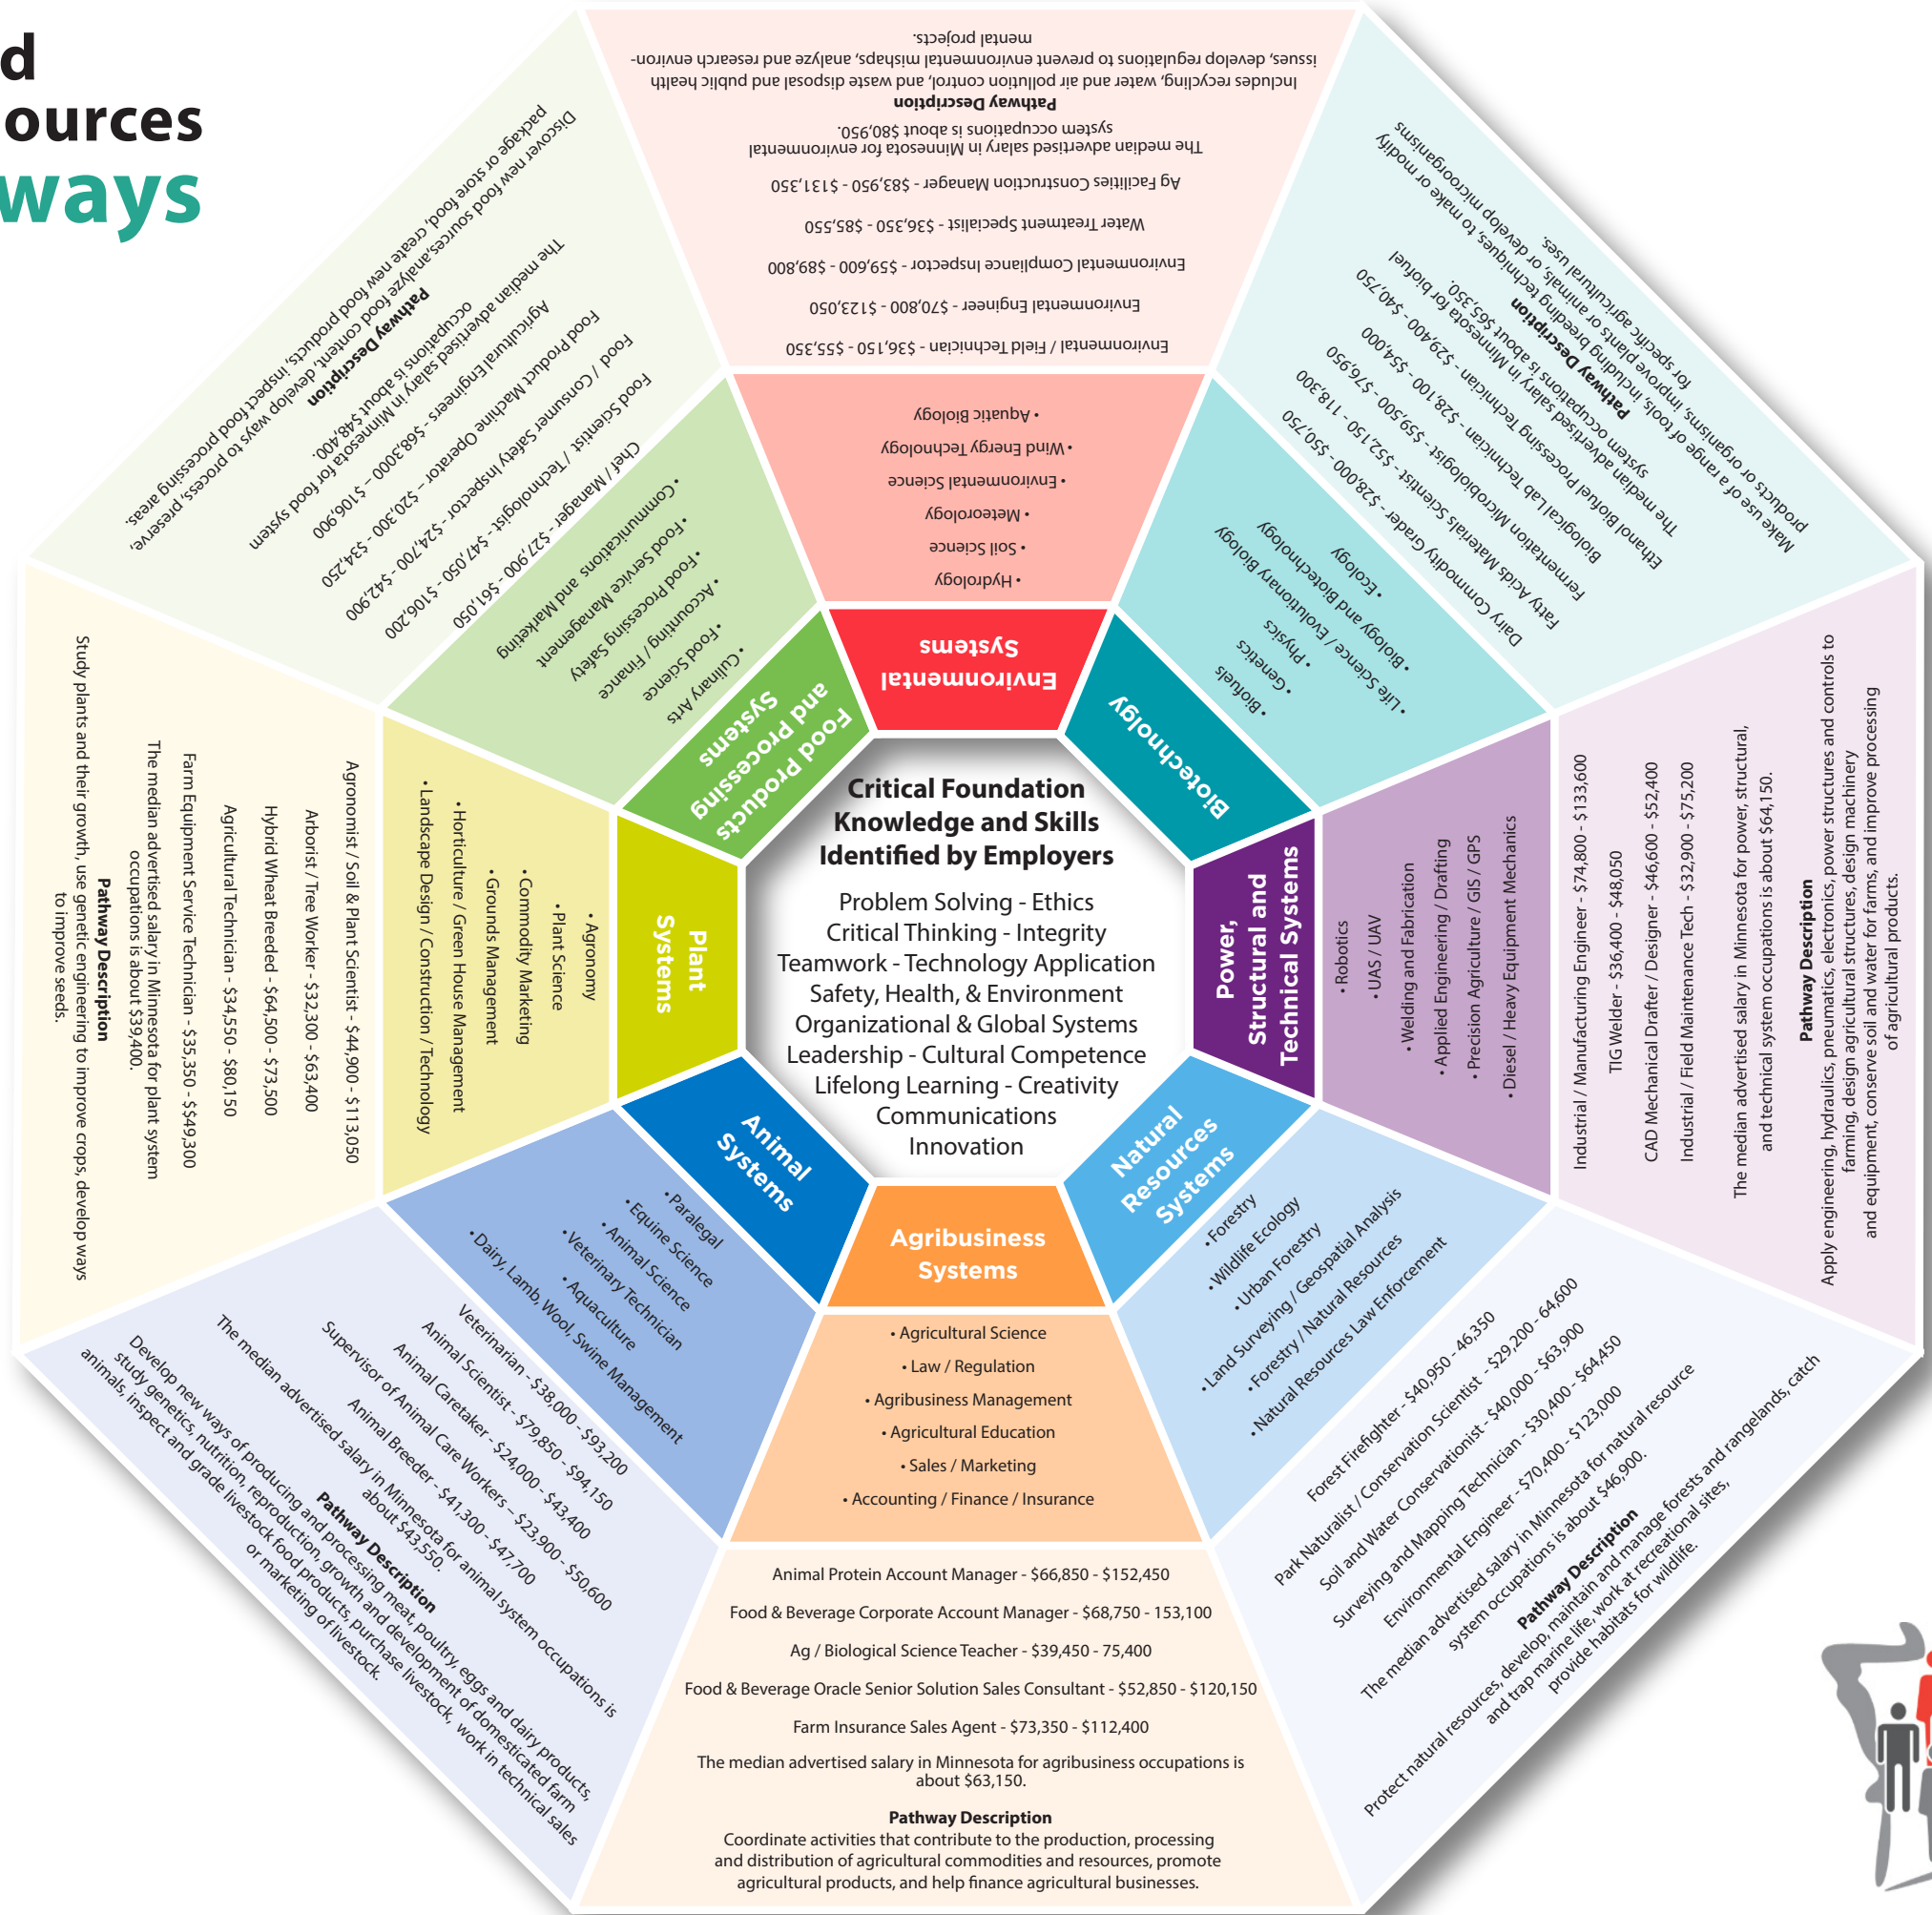 d
ources
ways
Critical Foundation
Knowledge and Skills
Identified by Employers
Problem Solving - Ethics
Critical Thinking - Integrity
Teamwork - Technology Application
Safety, Health, & Environment
Organizational & Global Systems
Leadership - Cultural Competence
Lifelong Learning - Creativity
Communications
Innovation
Environmental
Systems
• Hydrology
• Soil Science
• Meteorology
• Environmental Science
• Wind Energy Technology
• Aquatic Biology
Environmental / Field Technician - $36,150 - $55,350
Environmental Engineer - $70,800 - $123,050
Environmental Compliance Inspector - $59,600 - $89,800
Water Treatment Specialist - $36,350 - $85,550
Ag Facilities Construction Manager - $83,950 - $131,350
The median advertised salary in Minnesota for environmental
system occupations is about $80,950.
Pathway Description
Includes recycling, water and air pollution control, and waste disposal and public health
issues, develop regulations to prevent environmental mishaps, analyze and research environ-
mental projects.
Biotechnolgy
• Biofuels
• Genetics
• Physics
• Life Science / Evolutionary Biology
• Biology and Biotechnology
• Ecology
Dairy Commodity Grader - $28,000 - $50,750
Fatty Acids Materials Scientist - $52,150 - 118,300
Fermentation Microbiologist - $59,500 - $76,950
Biological Lab Technician - $28,100 - $54,000
Ethanol Biofuel Processing Technician - $29,400 - $40,750
The median advertised salary in Minnesota for biofuel
system occupations is about $65,350.
Pathway Description
Make use of a range of tools, including breeding techniques, to make or modify
products or organisms, improve plants or animals, or develop microorganisms
for specific agricultural uses.
Power,
Structural and
Technical Systems
• Robotics
• UAS / UAV
• Welding and Fabrication
• Applied Engineering / Drafting
• Precision Agriculture / GIS / GPS
• Diesel / Heavy Equipment Mechanics
Industrial / Manufacturing Engineer - $74,800 - $133,600
TIG Welder - $36,400 - $48,050
CAD Mechanical Drafter / Designer - $46,600 - $52,400
Industrial / Field Maintenance Tech - $32,900 - $75,200
The median advertised salary in Minnesota for power, structural,
and technical system occupations is about $64,150.
Pathway Description
Apply engineering, hydraulics, pneumatics, electronics, power structures and controls to
farming, design agricultural structures, design machinery
and equipment, conserve soil and water for farms, and improve processing
of agricultural products.
Natural
Resources
Systems
• Forestry
• Wildlife Ecology
• Urban Forestry
• Land Surveying / Geospatial Analysis
• Forestry / Natural Resources
• Natural Resources Law Enforcement
Forest Firefighter - $40,950 - 46,350
Park Naturalist / Conservation Scientist - $29,200 - 64,600
Soil and Water Conservationist - $40,000 - $63,900
Surveying and Mapping Technician - $30,400 - $64,450
Environmental Engineer - $70,400 - $123,000
The median advertised salary in Minnesota for natural resource
system occupations is about $46,900.
Pathway Description
Protect natural resources, develop, maintain and manage forests and rangelands, catch
and trap marine life, work at recreational sites,
provide habitats for wildlife.
Agribusiness
Systems
• Agricultural Science
• Law / Regulation
• Agribusiness Management
• Agricultural Education
• Sales / Marketing
• Accounting / Finance / Insurance
Animal Protein Account Manager - $66,850 - $152,450
Food & Beverage Corporate Account Manager - $68,750 - 153,100
Ag / Biological Science Teacher - $39,450 - 75,400
Food & Beverage Oracle Senior Solution Sales Consultant - $52,850 - $120,150
Farm Insurance Sales Agent - $73,350 - $112,400
The median advertised salary in Minnesota for agribusiness occupations is
about $63,150.
Pathway Description
Coordinate activities that contribute to the production, processing
and distribution of agricultural commodities and resources, promote
agricultural products, and help finance agricultural businesses.
Animal
Systems
• Paralegal
• Equine Science
• Animal Science
• Veterinary Technician
• Aquaculture
• Dairy, Lamb, Wool, Swine Management
Veterinarian - $38,000 - $93,200
Animal Scientist - $79,850 - $94,150
Animal Caretaker - $24,000 - $43,400
Supervisor of Animal Care Workers – $23,900 - $50,600
Animal Breeder - $41,300 - $47,700
The median advertised salary in Minnesota for animal system occupations is
about $43,550.
Pathway Description
Develop new ways of producing and processing meat, poultry, eggs and dairy products,
study genetics, nutrition, reproduction, growth and development of domesticated farm
animals, inspect and grade livestock food products, purchase livestock, work in technical sales
or marketing of livestock.
Plant
Systems
• Agronomy
• Plant Science
• Commodity Marketing
• Grounds Management
• Horticulture / Green House Management
• Landscape Design / Construction / Technology
Agronomist / Soil & Plant Scientist - $44,900 - $113,050
Arborist / Tree Worker - $32,300 - $63,400
Hybrid Wheat Breeded - $64,500 - $73,500
Agricultural Technician - $34,550 - $80,150
Farm Equipment Service Technician - $35,350 - $$49,300
The median advertised salary in Minnesota for plant system
occupations is about $39,400.
Pathway Description
Study plants and their growth, use genetic engineering to improve crops, develop ways
to improve seeds.
Food Products
and Processing
Systems
• Culinary Arts
• Food Science
• Accounting / Finance
• Food Processing Safety
• Food Service Management
• Communications and Marketing
Chef / Manager - $27,900 - $61,050
Food Scientist / Technologist - $47,050 - $106,200
Food / Consumer Safety Inspector - $24,700 - $42,900
Food Product Machine Operator – $20,300 - $34,250
Agricultural Engineers - $68,3000 – $106,900
The median advertised salary in Minnesota for food system
occupations is about $48,400.
Pathway Description
Discover new food sources,analyze food content, develop ways to process, preserve,
package or store food, create new food products, inspect food processing areas.